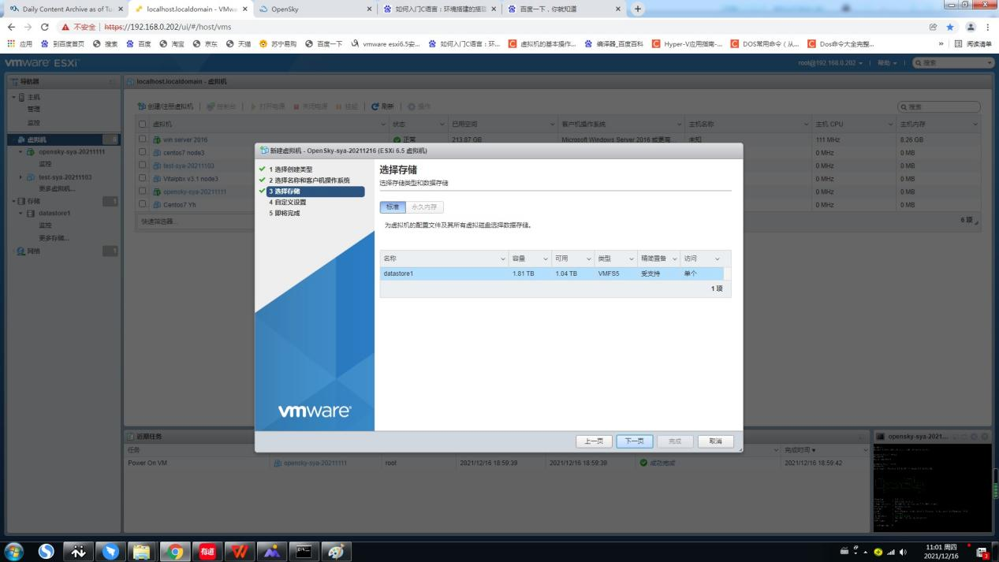 Daily Content Archive as of Tu
localhost.localdomain - VMwa
OpenSky
如何入门C语言：环境搭建的搭
百度一下，你就知道
不安全 https://192.168.0.202/ui/#/host/vms
应用 到百度首页 搜索 百度 淘宝 京东 天猫 苏宁易购 百度一下 vmware esxi6.5安... 如何入门C语言：环... 虚拟机的基本操作... 编译器_百度百科 Hyper-V应用指南-... DOS常用命令（从... Dos命令大全完整... » 阅读清单
vmware ESXi
root@192.168.0.202 帮助 搜索
导航器
主机
管理
监控
虚拟机 6
opensky-sya-20211111
监控
test-sya-20211103
更多虚拟机...
存储 1
datastore1
监控
更多存储...
网络 1
localhost.localdomain - 虚拟机
创建/注册虚拟机 控制台 打开电源 关闭电源 挂起 刷新 操作 搜索
虚拟机 状态 已用空间 客户机操作系统 主机名称 主机 CPU 主机内存
win server 2016 正常 213.87 GB Microsoft Windows Server 2016 或更高... 未知 111 MHz 8.26 GB
centos7 node3 0 MHz 0 MB
test-sya-20211103 0 MHz 0 MB
Vitalpbx v3.1 node3 0 MHz 0 MB
opensky-sya-20211111 0 MHz 0 MB
Centos7 Yh 0 MHz 0 MB
快速筛选器... 6 项
新建虚拟机 - OpenSky-sya-20211216 (ESXi 6.5 虚拟机)
1 选择创建类型
2 选择名称和客户机操作系统
3 选择存储
4 自定义设置
5 即将完成
vmware
选择存储
选择存储类型和数据存储
标准 永久内存
为虚拟机的配置文件及其所有虚拟磁盘选择数据存储。
名称 容量 可用 类型 精简置备 访问
datastore1 1.81 TB 1.04 TB VMFS5 受支持 单个
1 项
上一页 下一页 完成 取消
近期任务
任务 完成时间
Power On VM opensky-sya-20211111 root 2021/12/16 18:59:39 2021/12/16 18:59:39 成功完成 2021/12/16 18:59:42
opensky-sya-2021...
OpenSky
有道
11:01 周四
2021/12/16
3